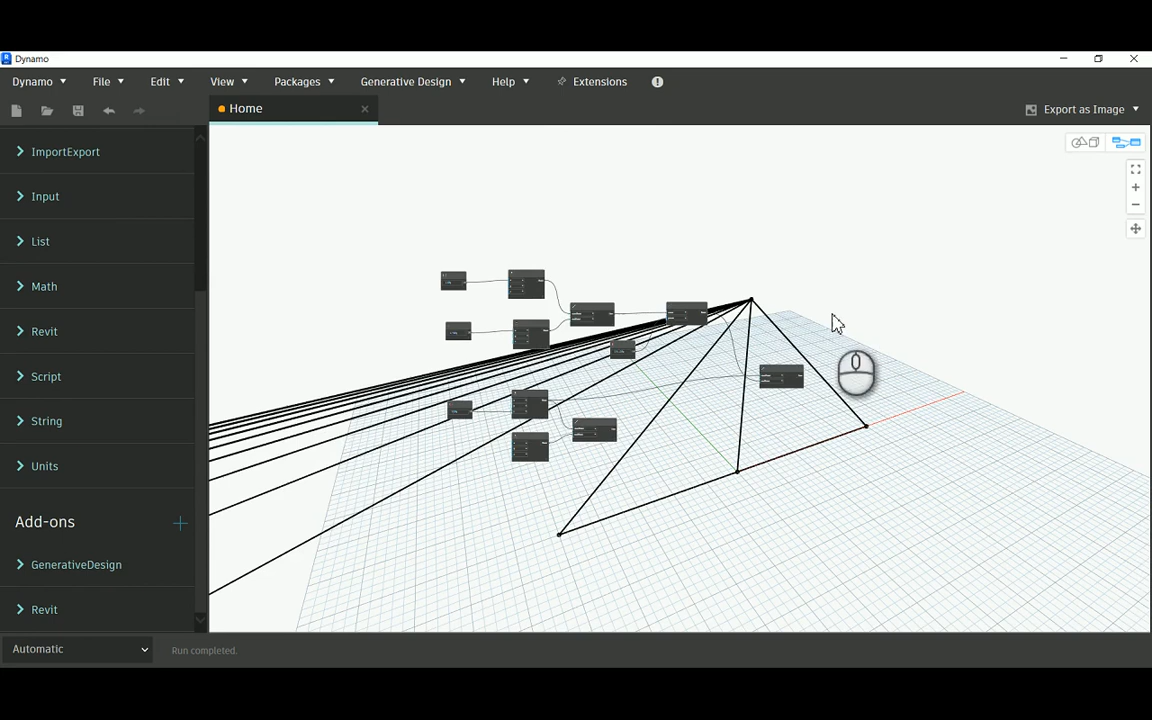 Dynamo
Dynamo File Edit View Packages Generative Design Help Extensions
Home
Export as Image
ImportExport
Input
List
Math
Revit
Script
String
Units
Add-ons
GenerativeDesign
Revit
Automatic
Run completed.